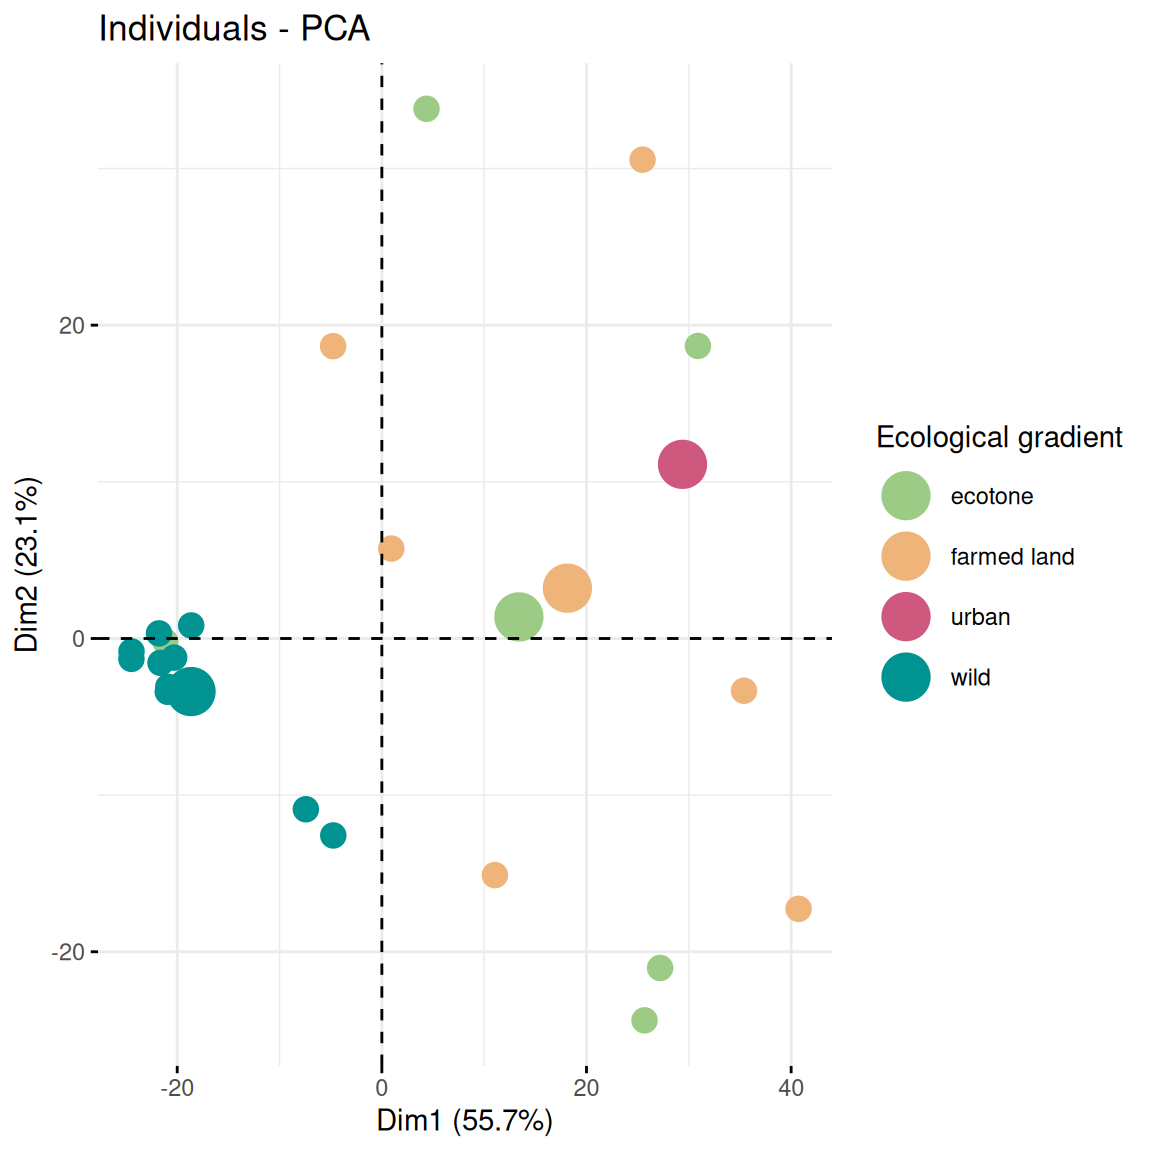 Individuals - PCA
20
0
-20
-20
0
20
40
Dim1 (55.7%)
Dim2 (23.1%)
Ecological gradient
ecotone
farmed land
urban
wild